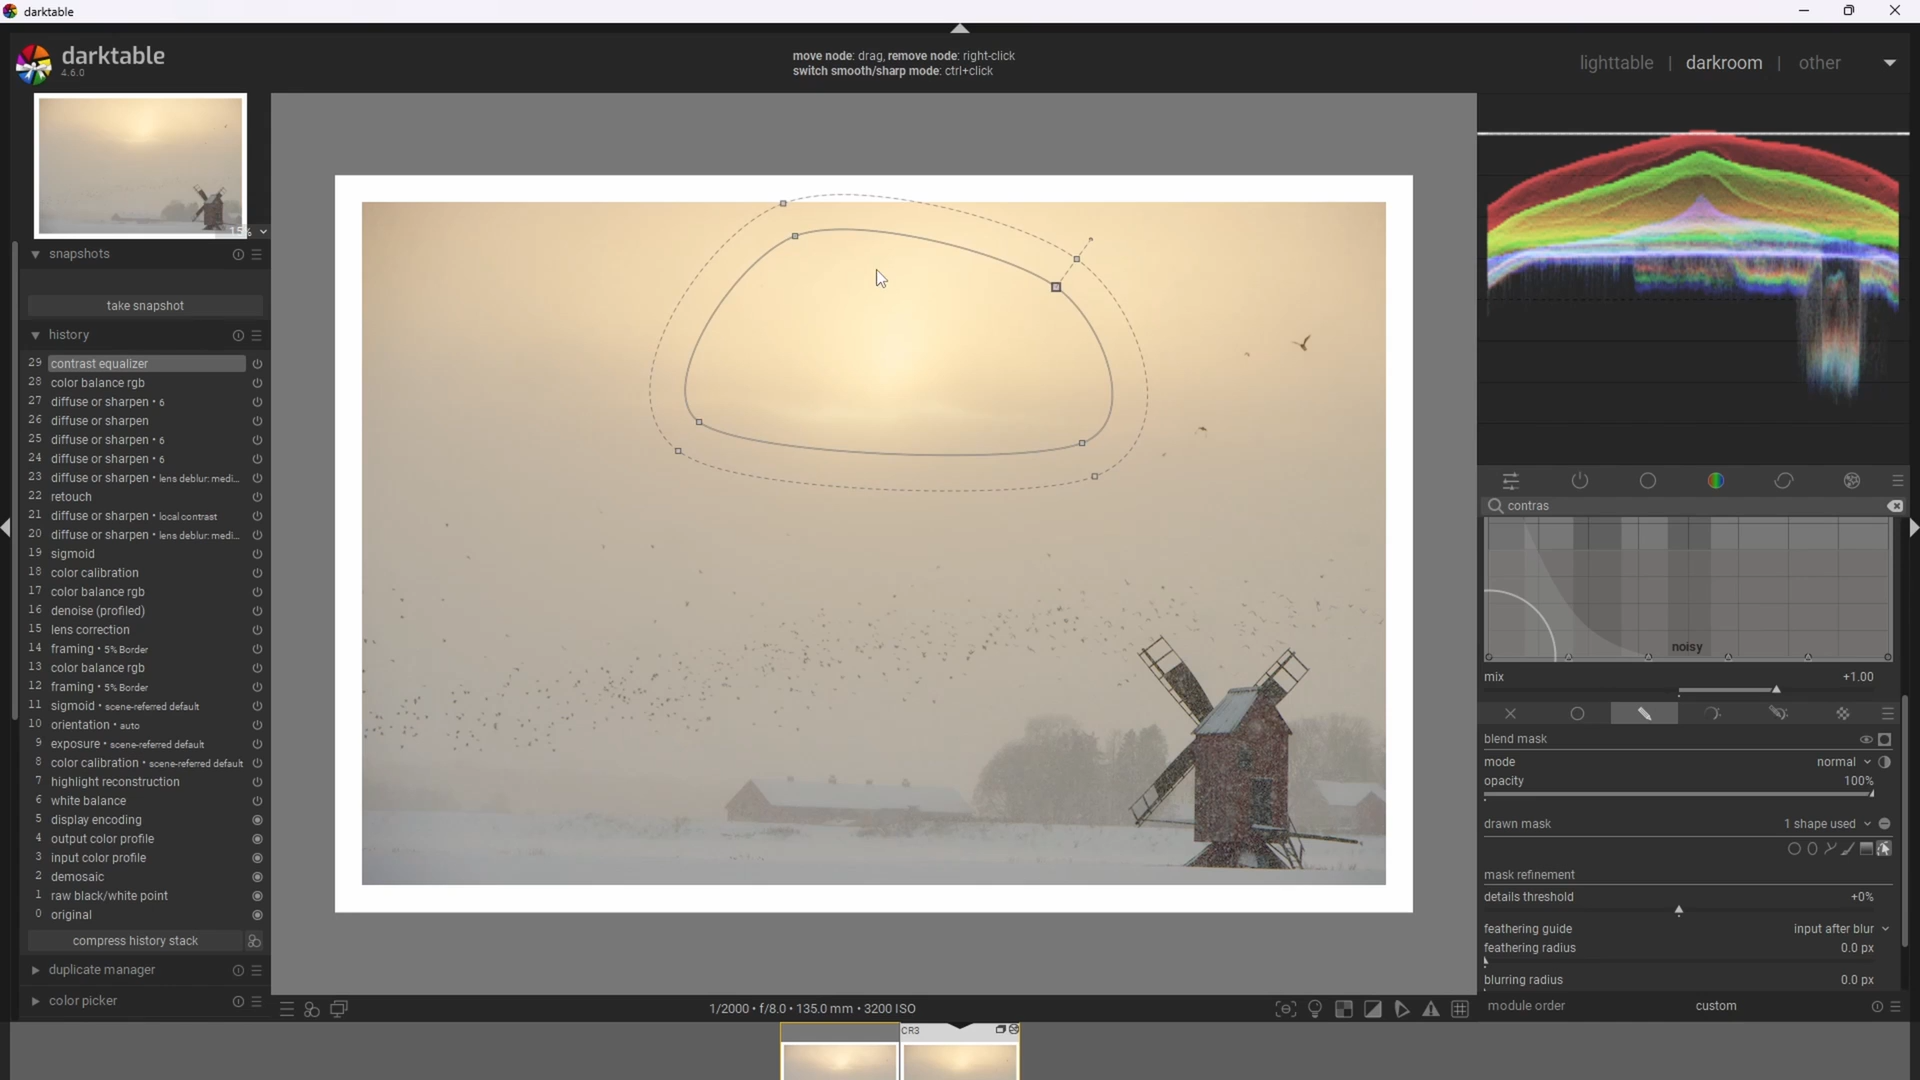 darktable
darktable
4.6.0
move node: drag, remove node: right-click
switch smooth/sharp mode: ctrl+click
lighttable | darkroom | other
15%
snapshots
take snapshot
history
29 contrast equalizer
28 color balance rgb
27 diffuse or sharpen • 6
26 diffuse or sharpen
25 diffuse or sharpen • 6
24 diffuse or sharpen • 6
23 diffuse or sharpen • lens deblur: medi...
22 retouch
21 diffuse or sharpen • local contrast
20 diffuse or sharpen • lens deblur: medi...
19 sigmoid
18 color calibration
17 color balance rgb
16 denoise (profiled)
15 lens correction
14 framing • 5% Border
13 color balance rgb
12 framing • 5% Border
11 sigmoid • scene-referred default
10 orientation • auto
9 exposure • scene-referred default
8 color calibration • scene-referred default
7 highlight reconstruction
6 white balance
5 display encoding
4 output color profile
3 input color profile
2 demosaic
1 raw black/white point
0 original
compress history stack
duplicate manager
color picker
1/2000 • f/8.0 • 135.0 mm • 3200 ISO
CR3
contras
noisy
mix +1.00
blend mask
mode normal
opacity 100%
drawn mask 1 shape used
mask refinement
details threshold +0%
feathering guide input after blur
feathering radius 0.0 px
blurring radius 0.0 px
module order custom